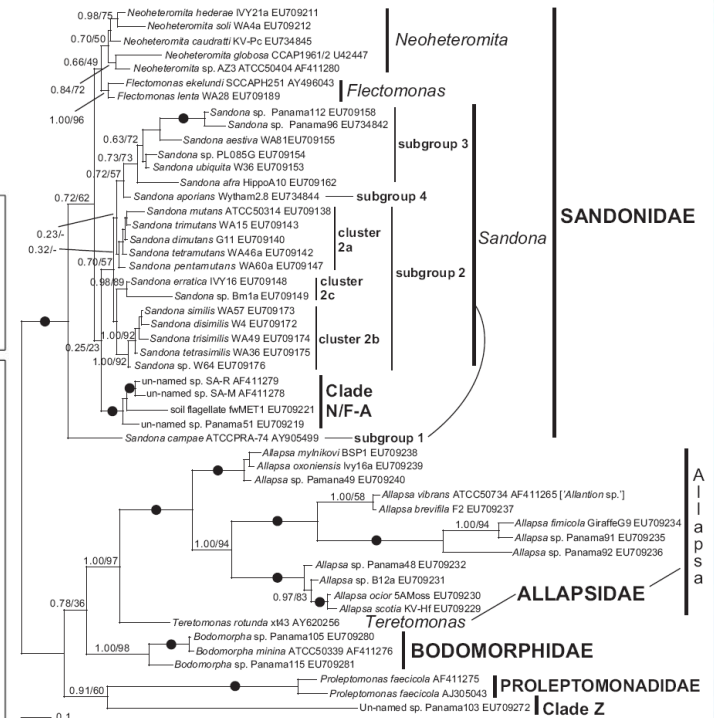 Neoheteromita hederae IVY21a EU709211
0.98/75
Neoheteromita soli WA4a EU709212
0.70/50
Neoheteromita caudratti KV-Pc EU734845
Neoheteromita
Neoheteromita globosa CCAP1961/2 U42447
0.66/49
Neoheteromita sp. AZ3 ATCC50404 AF411280
0.84/72
Flectomonas ekelundi SCCAPH251 AY496043
Flectomonas lenta WA28 EU709189
Flectomonas
1.00/96
Sandona sp. Panama112 EU709158
Sandona sp. Panama96 EU734842
0.63/72
Sandona aestiva WA81EU709155
subgroup 3
0.73/73
Sandona sp. PL085G EU709154
Sandona ubiquita W36 EU709153
0.72/57
Sandona afra HippoA10 EU709162
0.72/62
Sandona aporians Wytham2.8 EU734844
subgroup 4
SANDONIDAE
Sandona mutans ATCC50314 EU709138
Sandona trimutans WA15 EU709143
0.23/-
Sandona dimutans G11 EU709140
cluster
2a
Sandona
0.32/-
Sandona tetramutans WA46a EU709142
0.70/57
Sandona pentamutans WA60a EU709147
subgroup 2
0.98/89
Sandona erratica IVY16 EU709148
cluster
2c
Sandona sp. Bm1a EU709149
Sandona similis WA57 EU709173
Sandona disimilis W4 EU709172
1.00/92
Sandona trisimilis WA49 EU709174
cluster 2b
0.25/23
Sandona tetrasimilis WA36 EU709175
1.00/92
Sandona sp. W64 EU709176
un-named sp. SA-R AF411279
un-named sp. SA-M AF411278
Clade
N/F-A
soil flagellate fwMET1 EU709221
un-named sp. Panama51 EU709219
Sandona campae ATCCPRA-74 AY905499
subgroup 1
Allapsa mylnikovi BSP1 EU709238
Allapsa oxoniensis Ivy16a EU709239
Allapsa sp. Pamana49 EU709240
Allapsa
1.00/58
Allapsa vibrans ATCC50734 AF411265 ['Allantion sp.']
Allapsa brevifila F2 EU709237
1.00/94
Allapsa fimicola GiraffeG9 EU709234
Allapsa sp. Panama91 EU709235
1.00/94
Allapsa sp. Panama92 EU709236
1.00/97
Allapsa sp. Panama48 EU709232
Allapsa sp. B12a EU709231
0.97/83
Allapsa ocior 5AMoss EU709230
ALLAPSIDAE
0.78/36
Allapsa scotia KV-Hf EU709229
Teretomonas rotunda xt43 AY620256
Teretomonas
Bodomorpha sp. Panama105 EU709280
1.00/98
Bodomorpha minina ATCC50339 AF411276
BODOMORPHIDAE
Bodomorpha sp. Panama115 EU709281
Proleptomonas faecicola AF411275
0.91/60
Proleptomonas faecicola AJ305043
PROLEPTOMONADIDAE
Un-named sp. Panama103 EU709272
Clade Z
0.1